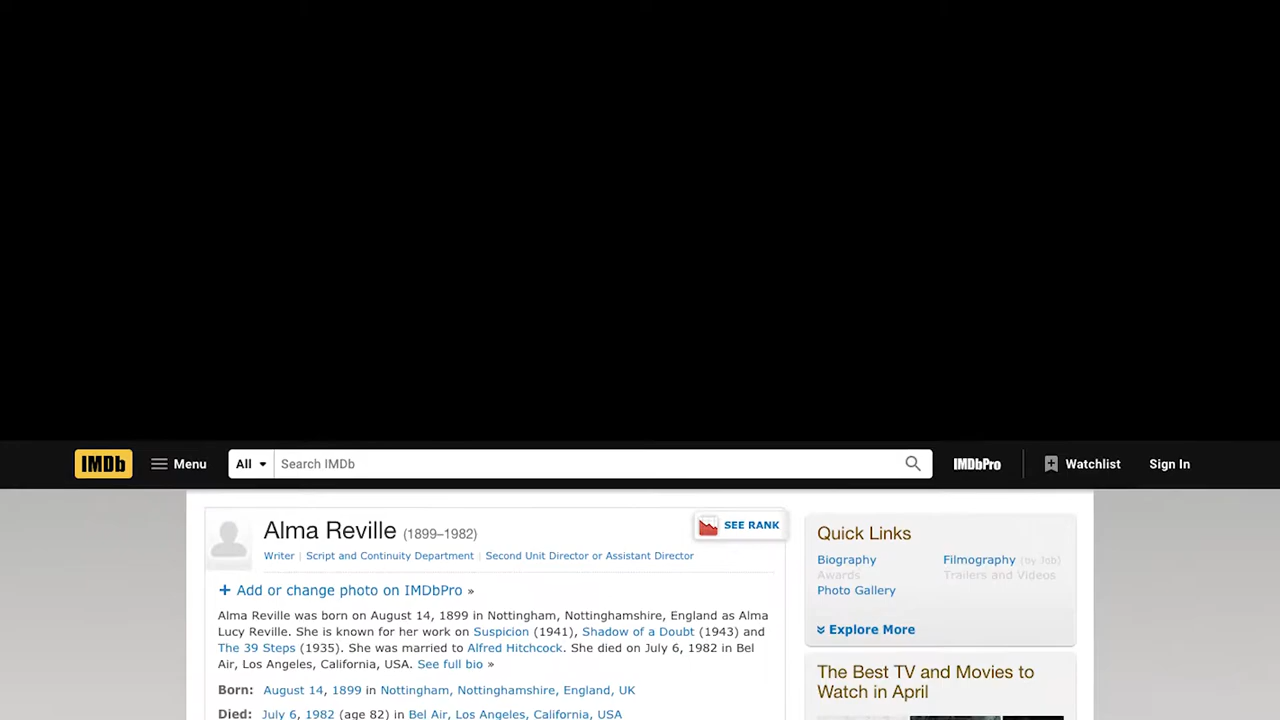 IMDb Menu All Search IMDb IMDbPro Watchlist Sign In
Alma Reville (1899–1982)
SEE RANK
Writer | Script and Continuity Department | Second Unit Director or Assistant Director
+ Add or change photo on IMDbPro »
Alma Reville was born on August 14, 1899 in Nottingham, Nottinghamshire, England as Alma
Lucy Reville. She is known for her work on Suspicion (1941), Shadow of a Doubt (1943) and
The 39 Steps (1935). She was married to Alfred Hitchcock. She died on July 6, 1982 in Bel
Air, Los Angeles, California, USA. See full bio »
Born: August 14, 1899 in Nottingham, Nottinghamshire, England, UK
Died: July 6, 1982 (age 82) in Bel Air, Los Angeles, California, USA
Quick Links
Biography Filmography (by Job)
Awards Trailers and Videos
Photo Gallery
Explore More
The Best TV and Movies to
Watch in April